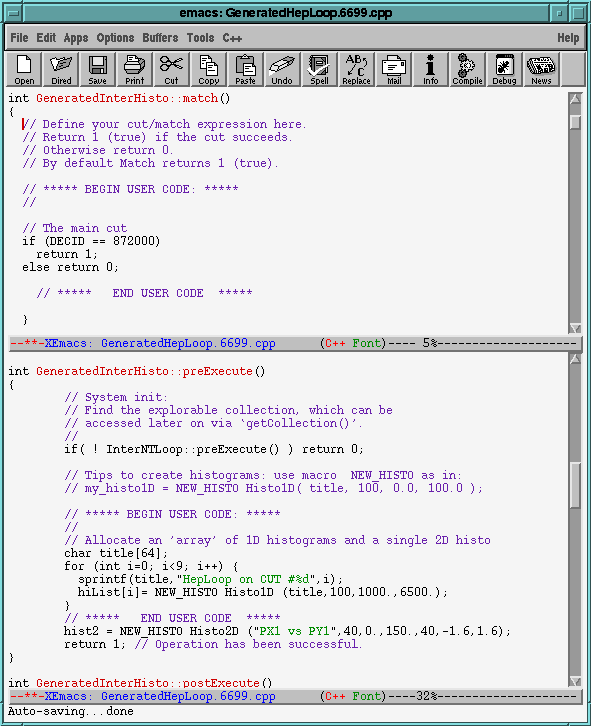 emacs: GeneratedHepLoop.6699.cpp
File Edit Apps Options Buffers Tools C++ Help
Open Dired Save Print Cut Copy Paste Undo Spell Replace Mail Info Compile Debug News
int GeneratedInterHisto::match()
{
// Define your cut/match expression here.
// Return 1 (true) if the cut succeeds.
// Otherwise return 0.
// By default Match returns 1 (true).
// ***** BEGIN USER CODE: *****
//
// The main cut
if (DECID == 872000)
return 1;
else return 0;
// ***** END USER CODE *****
}
--**-XEmacs: GeneratedHepLoop.6699.cpp (C++ Font)---- 5%--------------------
int GeneratedInterHisto::preExecute()
{
// System init:
// Find the explorable collection, which can be
// accessed later on via `getCollection()'.
//
if( ! InterNTLoop::preExecute() ) return 0;
// Tips to create histograms: use macro NEW_HISTO as in:
// my_histo1D = NEW_HISTO Histo1D( title, 100, 0.0, 100.0 );
// ***** BEGIN USER CODE: *****
//
// Allocate an 'array' of 1D histograms and a single 2D histo
char title[64];
for (int i=0; i<9; i++) {
sprintf(title,"HepLoop on CUT #%d",i);
hiList[i]= NEW_HISTO Histo1D (title,100,1000.,6500.);
}
// ***** END USER CODE *****
hist2 = NEW_HISTO Histo2D ("PX1 vs PY1",40,0.,150.,40,-1.6,1.6);
return 1; // Operation has been successful.
}
int GeneratedInterHisto::postExecute()
--**-XEmacs: GeneratedHepLoop.6699.cpp (C++ Font)----32%--------------------
Auto-saving...done